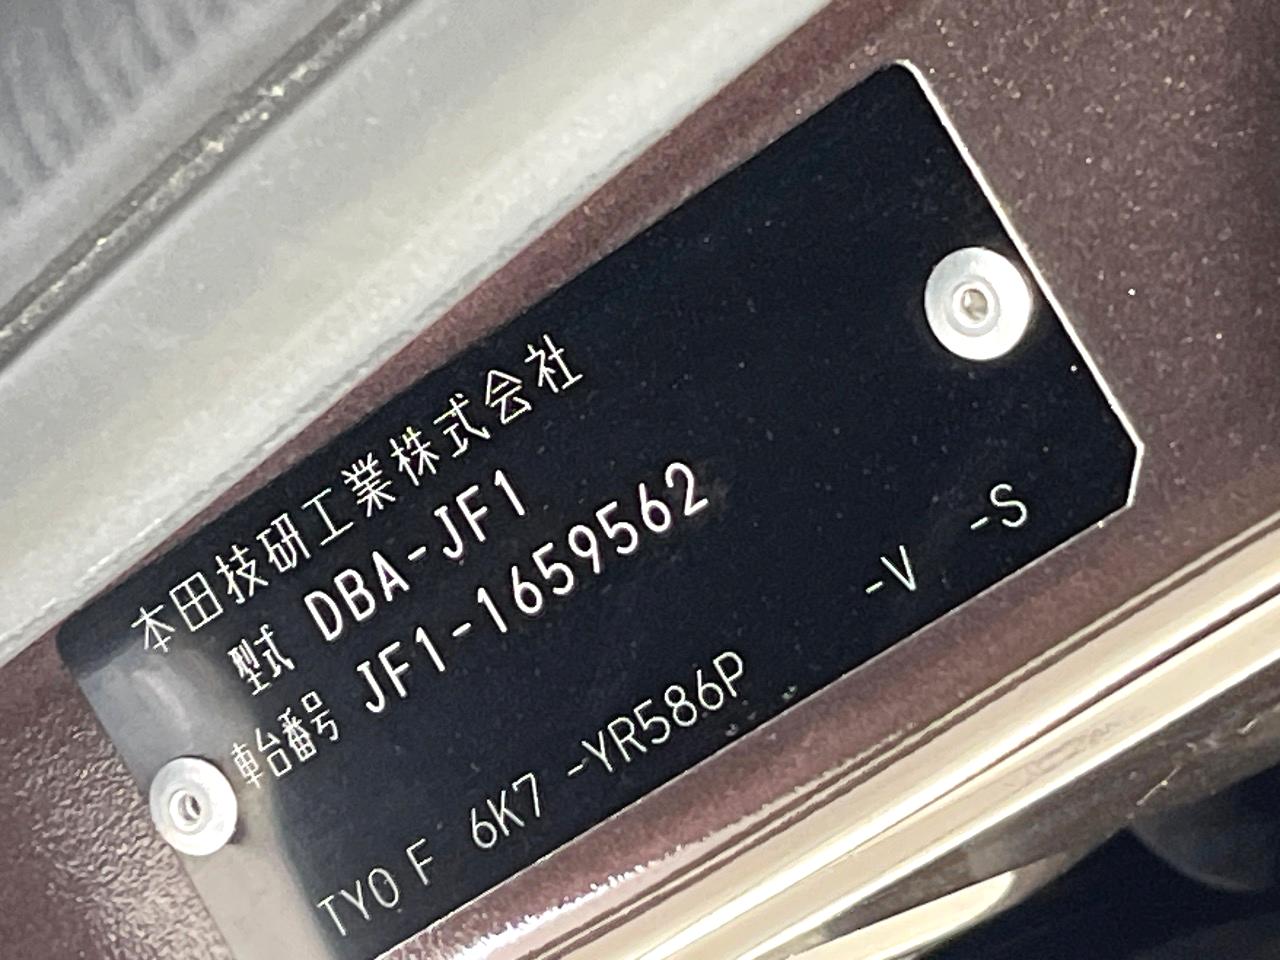 本田技研工業株式会社
型式 DBA-JF1
車台番号 JF1-1659562
TYO F 6K7 -YR586P -V -S